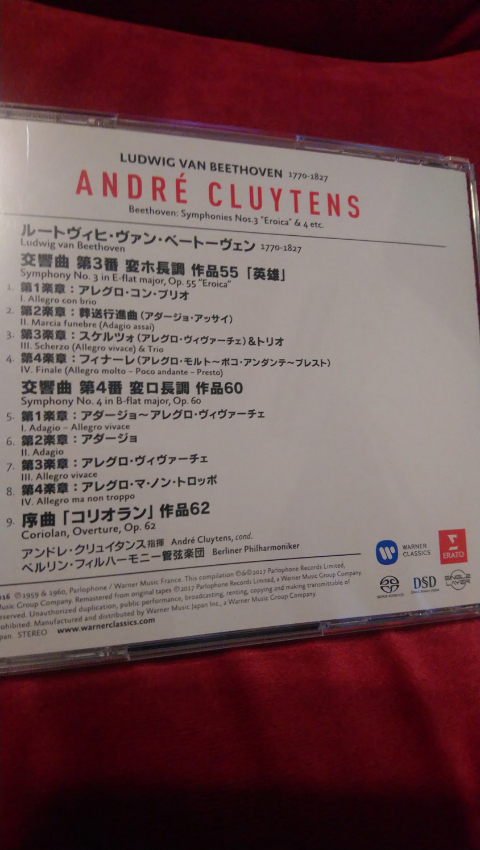 LUDWIG VAN BEETHOVEN 1770-1827
ANDRÉ CLUYTENS
Beethoven: Symphonies Nos.3 "Eroica" & 4 etc.
ルートヴィヒ・ヴァン・ベートーヴェン
Ludwig van Beethoven 1770-1827
交響曲 第3番 変ホ長調 作品55「英雄」
Symphony No. 3 in E-flat major, Op. 55 "Eroica"
1. 第1楽章：アレグロ・コン・ブリオ
I. Allegro con brio
2. 第2楽章：葬送行進曲（アダージョ・アッサイ）
II. Marcia funebre (Adagio assai)
3. 第3楽章：スケルツォ（アレグロ・ヴィヴァーチェ）&トリオ
III. Scherzo (Allegro vivace) & Trio
4. 第4楽章：フィナーレ（アレグロ・モルト～ポコ・アンダンテ～プレスト）
IV. Finale (Allegro molto – Poco andante – Presto)
交響曲 第4番 変ロ長調 作品60
Symphony No. 4 in B-flat major, Op. 60
5. 第1楽章：アダージョ～アレグロ・ヴィヴァーチェ
I. Adagio – Allegro vivace
6. 第2楽章：アダージョ
II. Adagio
7. 第3楽章：アレグロ・ヴィヴァーチェ
III. Allegro vivace
8. 第4楽章：アレグロ・マ・ノン・トロッポ
IV. Allegro ma non troppo
9. 序曲「コリオラン」作品62
Coriolan, Overture, Op. 62
アンドレ・クリュイタンス指揮 André Cluytens, cond.
ベルリン・フィルハーモニー管弦楽団 Berliner Philharmoniker
WARNER
CLASSICS
ERATO
DSD
SINGLE
LAYER
℗1959 & 1960, Parlophone / Warner Music France. This compilation ℗&©2017 Parlophone Records Limited,
Music Group Company. Remastered from original tapes ℗2017 Parlophone Records Limited, a Warner Music Group Company.
Unauthorized duplication, public performance, broadcasting, renting, copying and making transmittable of
prohibited. Manufactured and distributed by Warner Music Japan Inc., a Warner Music Group Company.
STEREO www.warnerclassics.com